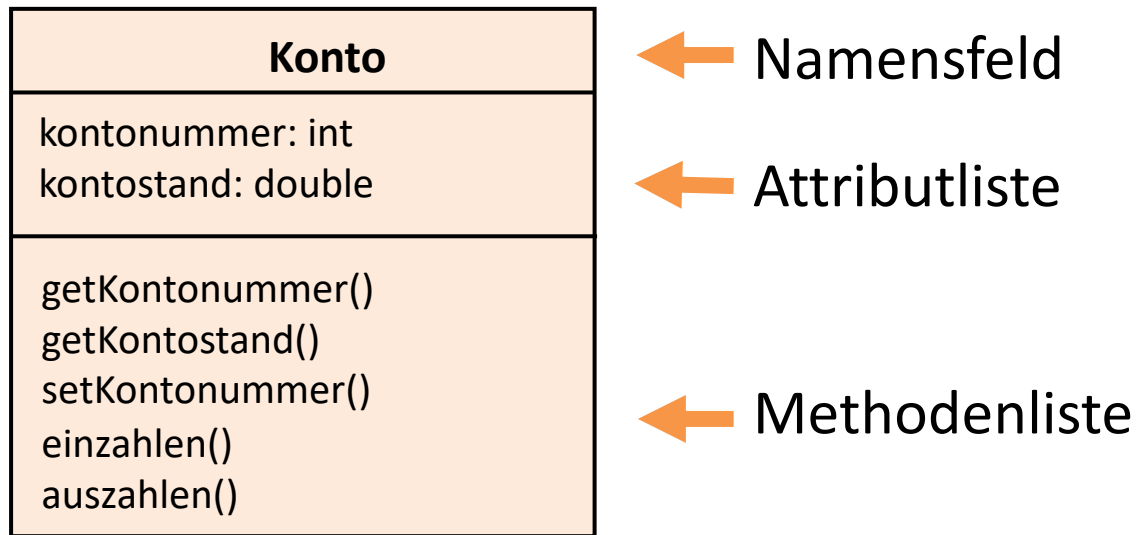 Konto
Namensfeld
kontonummer: int
kontostand: double
Attributliste
getKontonummer()
getKontostand()
setKontonummer()
einzahlen()
auszahlen()
Methodenliste